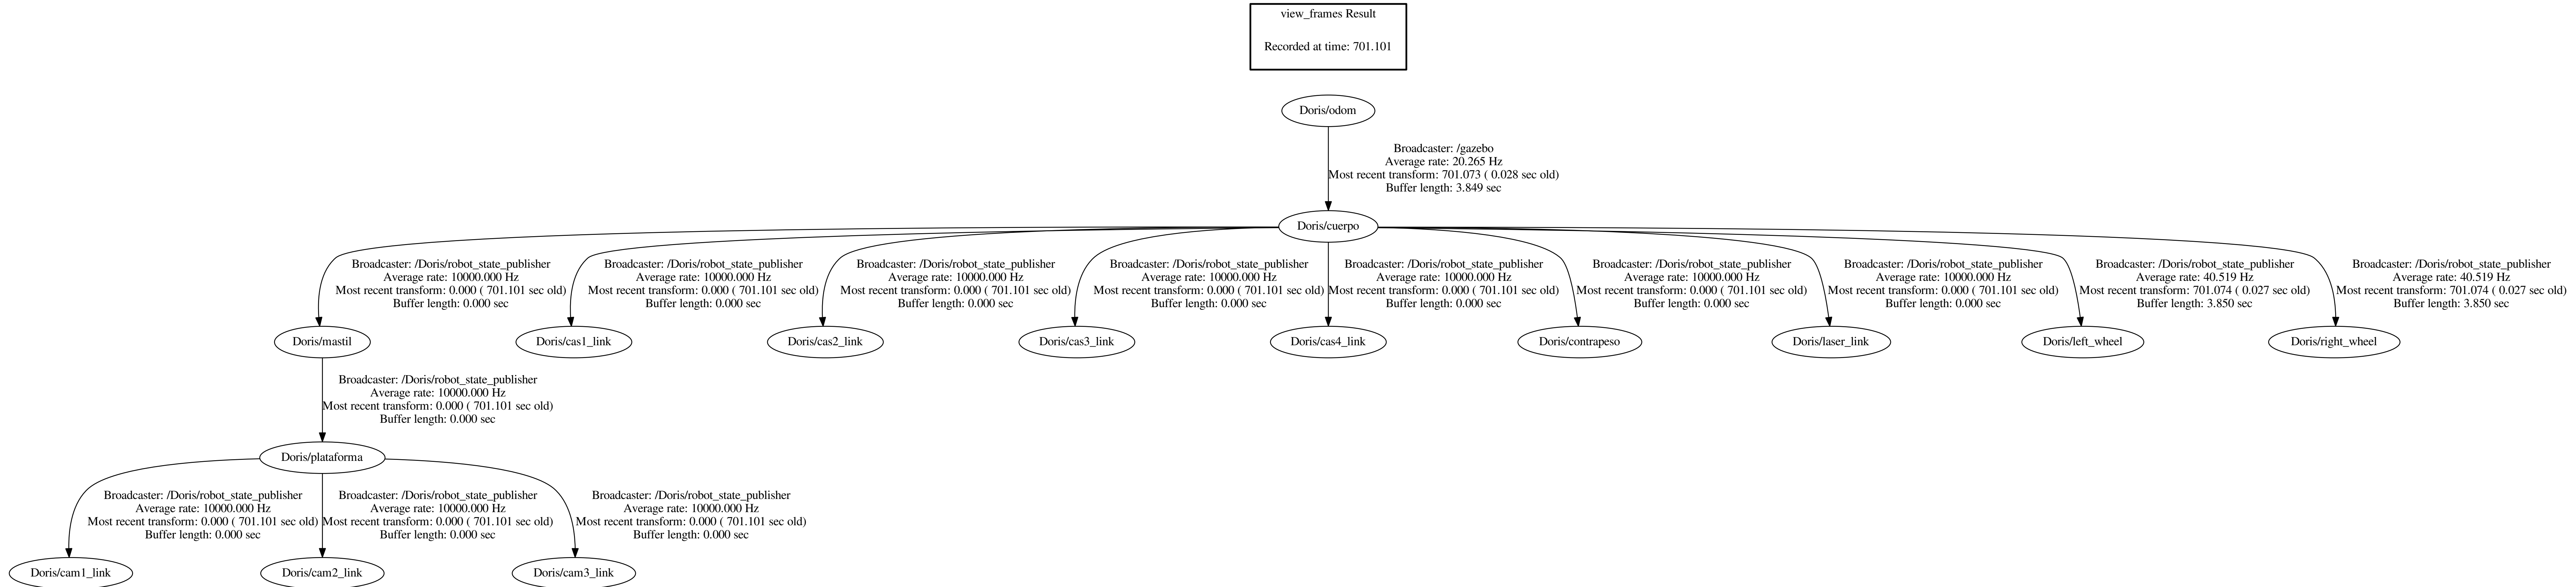 view_frames Result
Recorded at time: 701.101
Doris/odom
Broadcaster: /gazebo
Average rate: 20.265 Hz
Most recent transform: 701.073 ( 0.028 sec old)
Buffer length: 3.849 sec
Doris/cuerpo
Broadcaster: /Doris/robot_state_publisher
Average rate: 10000.000 Hz
Most recent transform: 0.000 ( 701.101 sec old)
Buffer length: 0.000 sec
Broadcaster: /Doris/robot_state_publisher
Average rate: 10000.000 Hz
Most recent transform: 0.000 ( 701.101 sec old)
Buffer length: 0.000 sec
Broadcaster: /Doris/robot_state_publisher
Average rate: 10000.000 Hz
Most recent transform: 0.000 ( 701.101 sec old)
Buffer length: 0.000 sec
Broadcaster: /Doris/robot_state_publisher
Average rate: 10000.000 Hz
Most recent transform: 0.000 ( 701.101 sec old)
Buffer length: 0.000 sec
Broadcaster: /Doris/robot_state_publisher
Average rate: 10000.000 Hz
Most recent transform: 0.000 ( 701.101 sec old)
Buffer length: 0.000 sec
Broadcaster: /Doris/robot_state_publisher
Average rate: 10000.000 Hz
Most recent transform: 0.000 ( 701.101 sec old)
Buffer length: 0.000 sec
Broadcaster: /Doris/robot_state_publisher
Average rate: 10000.000 Hz
Most recent transform: 0.000 ( 701.101 sec old)
Buffer length: 0.000 sec
Broadcaster: /Doris/robot_state_publisher
Average rate: 40.519 Hz
Most recent transform: 701.074 ( 0.027 sec old)
Buffer length: 3.850 sec
Broadcaster: /Doris/robot_state_publisher
Average rate: 40.519 Hz
Most recent transform: 701.074 ( 0.027 sec old)
Buffer length: 3.850 sec
Doris/mastil
Doris/cas1_link
Doris/cas2_link
Doris/cas3_link
Doris/cas4_link
Doris/contrapeso
Doris/laser_link
Doris/left_wheel
Doris/right_wheel
Broadcaster: /Doris/robot_state_publisher
Average rate: 10000.000 Hz
Most recent transform: 0.000 ( 701.101 sec old)
Buffer length: 0.000 sec
Doris/plataforma
Broadcaster: /Doris/robot_state_publisher
Average rate: 10000.000 Hz
Most recent transform: 0.000 ( 701.101 sec old)
Buffer length: 0.000 sec
Broadcaster: /Doris/robot_state_publisher
Average rate: 10000.000 Hz
Most recent transform: 0.000 ( 701.101 sec old)
Buffer length: 0.000 sec
Broadcaster: /Doris/robot_state_publisher
Average rate: 10000.000 Hz
Most recent transform: 0.000 ( 701.101 sec old)
Buffer length: 0.000 sec
Doris/cam1_link
Doris/cam2_link
Doris/cam3_link